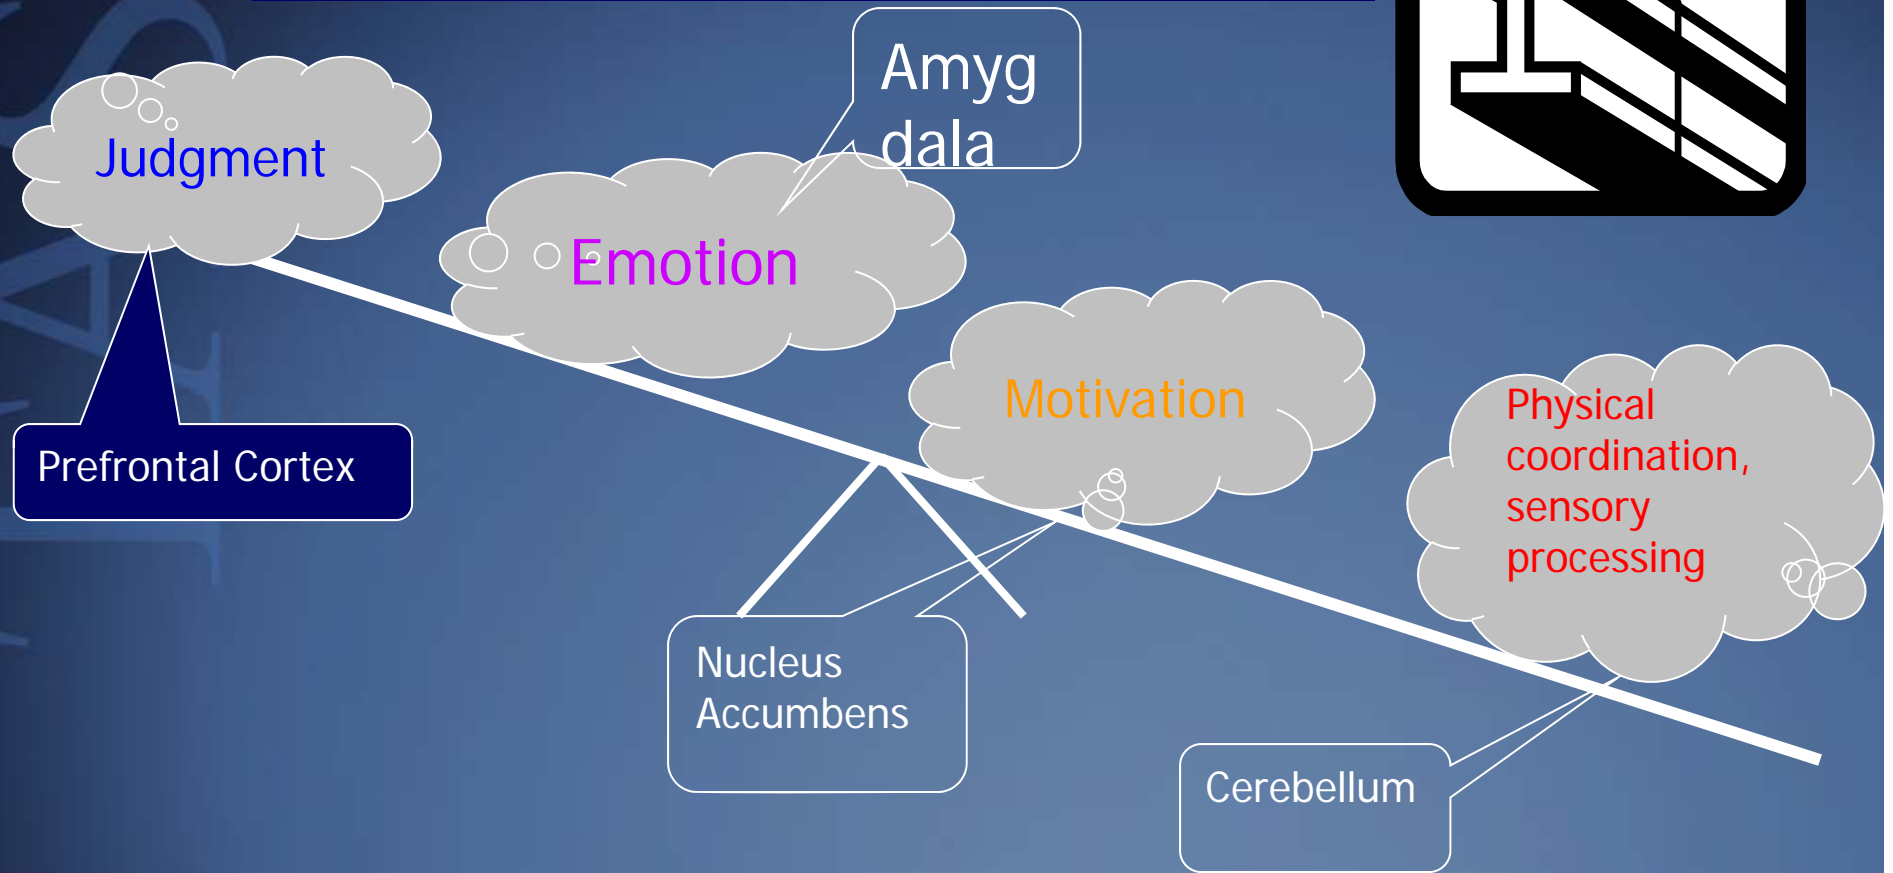 Amyg
dala
Judgment
Emotion
Motivation
Physical
coordination,
sensory
processing
Prefrontal Cortex
Nucleus
Accumbens
Cerebellum